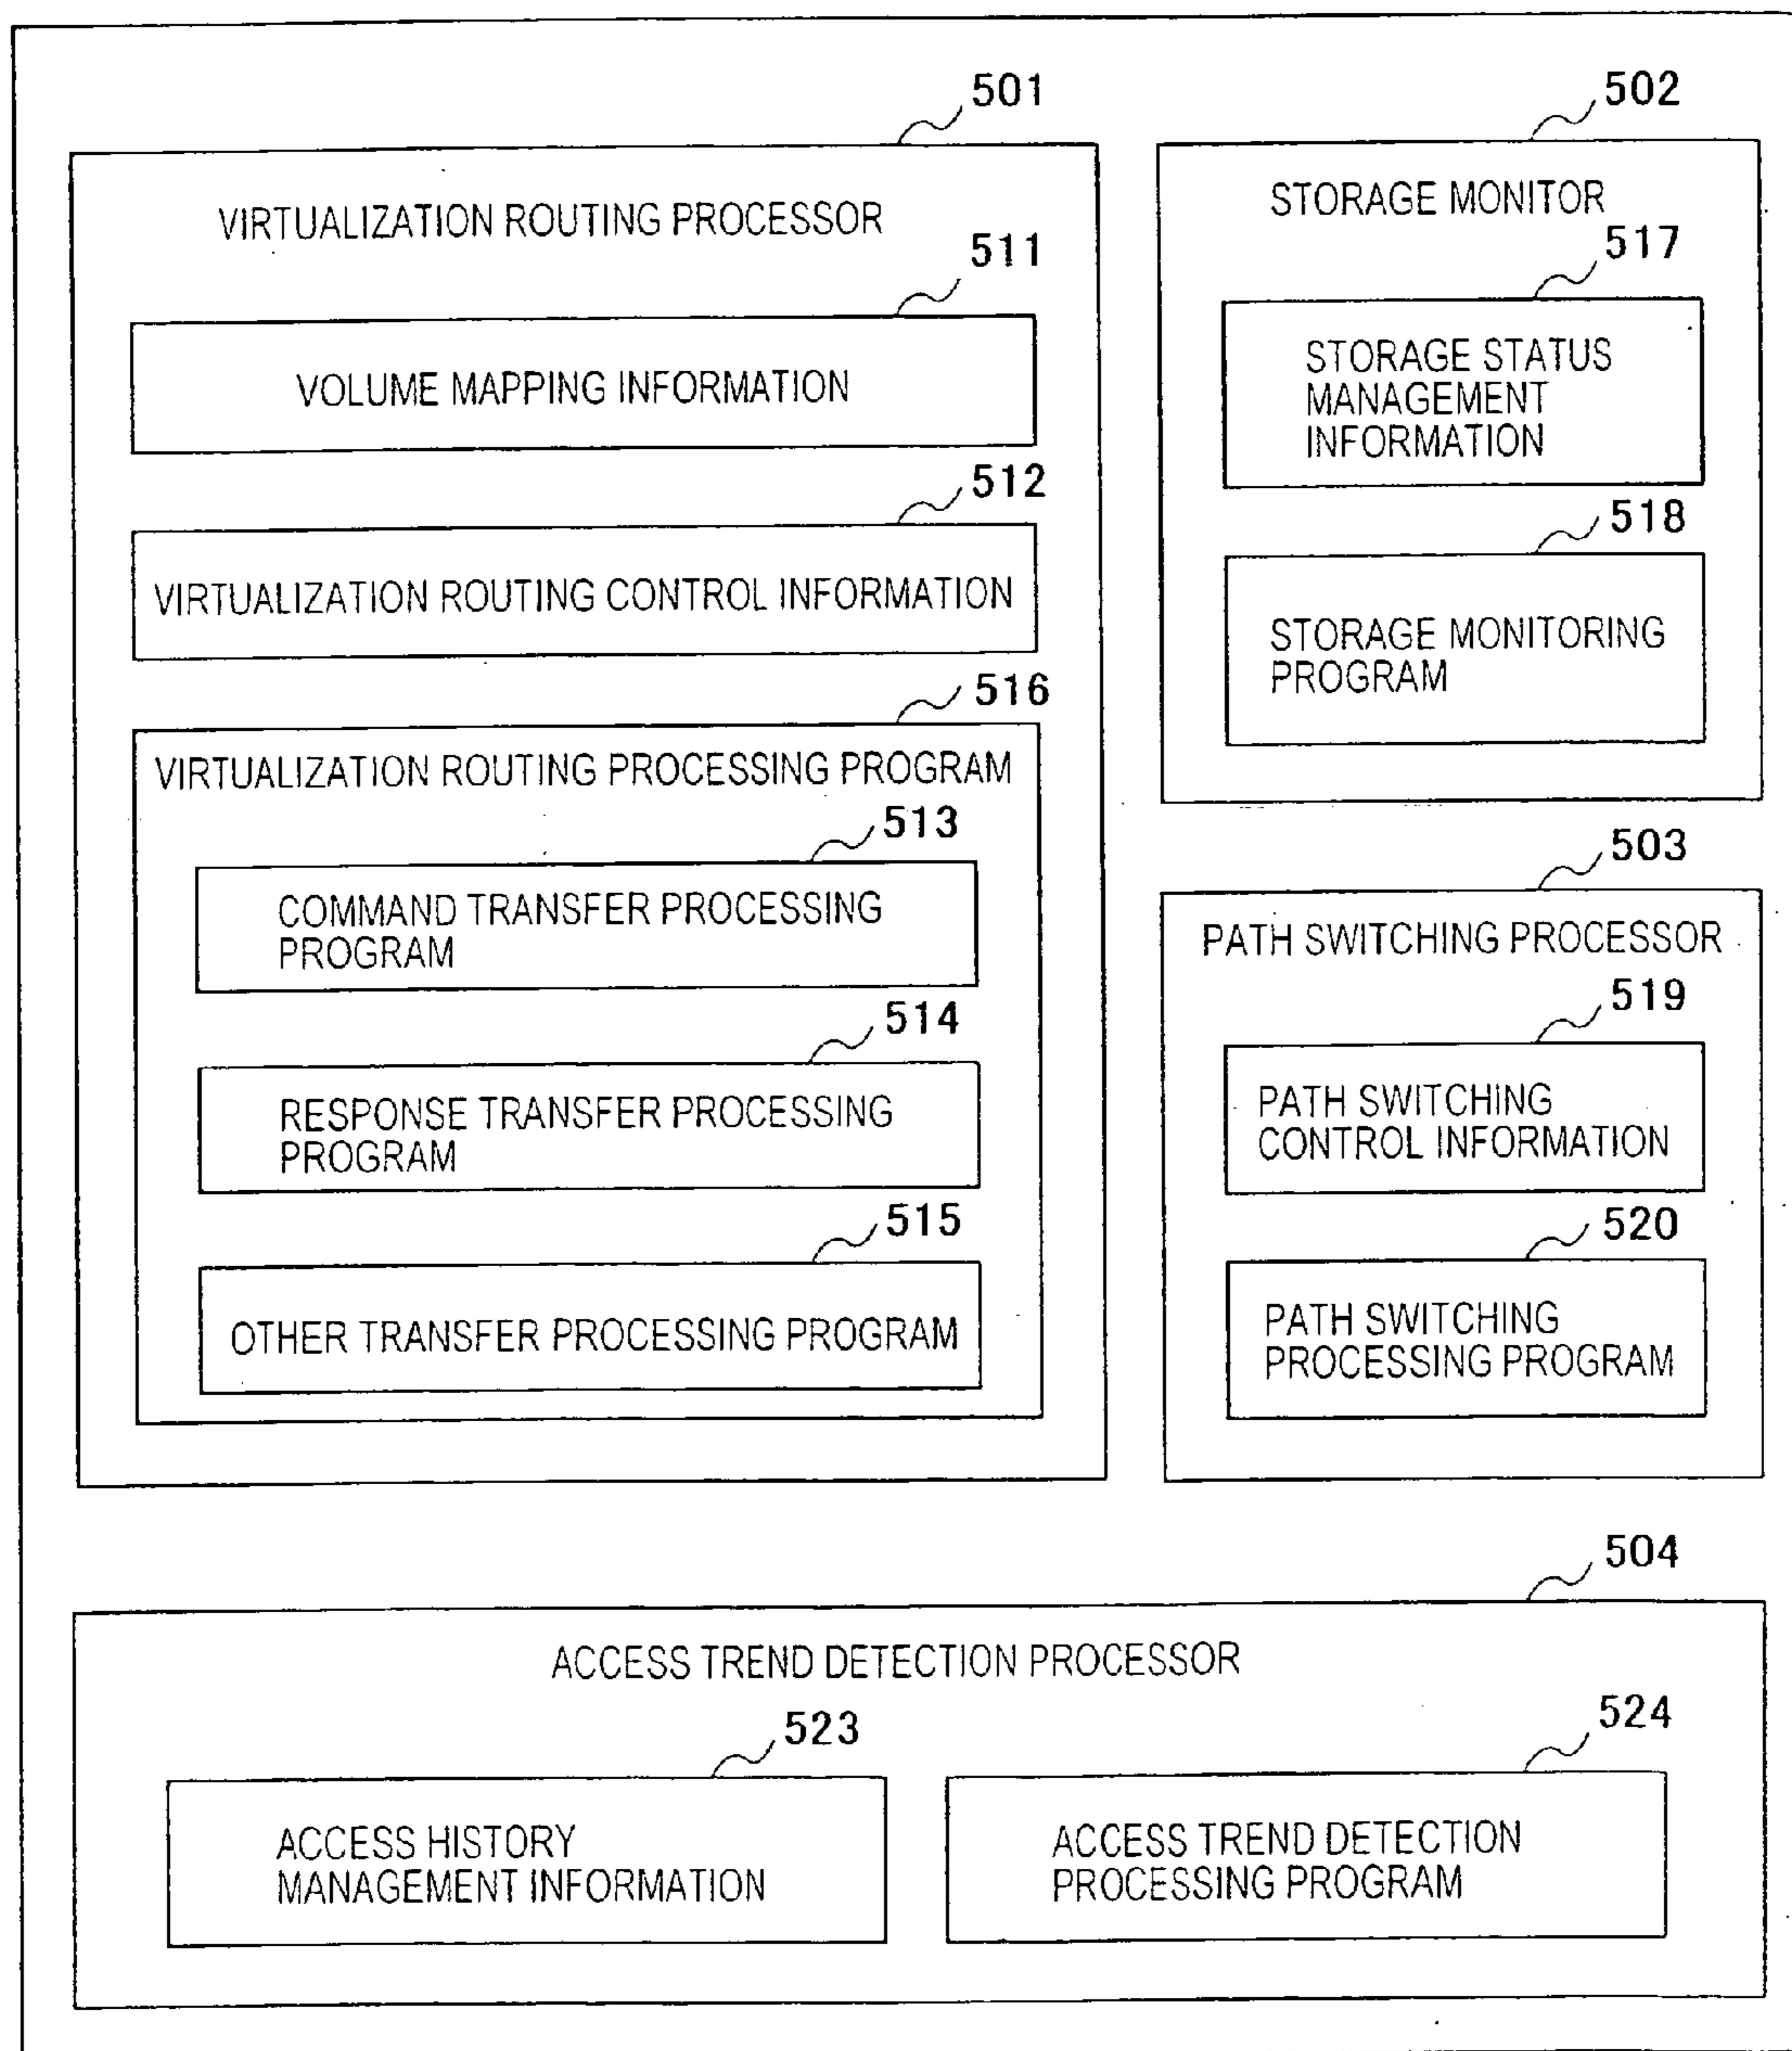 501
VIRTUALIZATION ROUTING PROCESSOR
511
VOLUME MAPPING INFORMATION
512
VIRTUALIZATION ROUTING CONTROL INFORMATION
516
VIRTUALIZATION ROUTING PROCESSING PROGRAM
513
COMMAND TRANSFER PROCESSING
PROGRAM
514
RESPONSE TRANSFER PROCESSING
PROGRAM
515
OTHER TRANSFER PROCESSING PROGRAM
502
STORAGE MONITOR
517
STORAGE STATUS
MANAGEMENT
INFORMATION
518
STORAGE MONITORING
PROGRAM
503
PATH SWITCHING PROCESSOR
519
PATH SWITCHING
CONTROL INFORMATION
520
PATH SWITCHING
PROCESSING PROGRAM
504
ACCESS TREND DETECTION PROCESSOR
523
ACCESS HISTORY
MANAGEMENT INFORMATION
524
ACCESS TREND DETECTION
PROCESSING PROGRAM